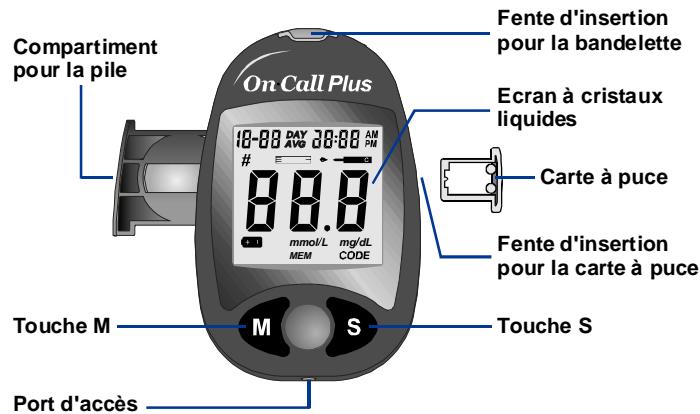 Fente d'insertion
pour la bandelette
Compartiment
pour la pile
On Call Plus
Ecran à cristaux
liquides
18-88 DAY AVG 38:88 AM PM
#
88.8
Carte à puce
mmol/L mg/dL
MEM CODE
Fente d'insertion
pour la carte à puce
Touche M
M
S
Touche S
Port d'accès